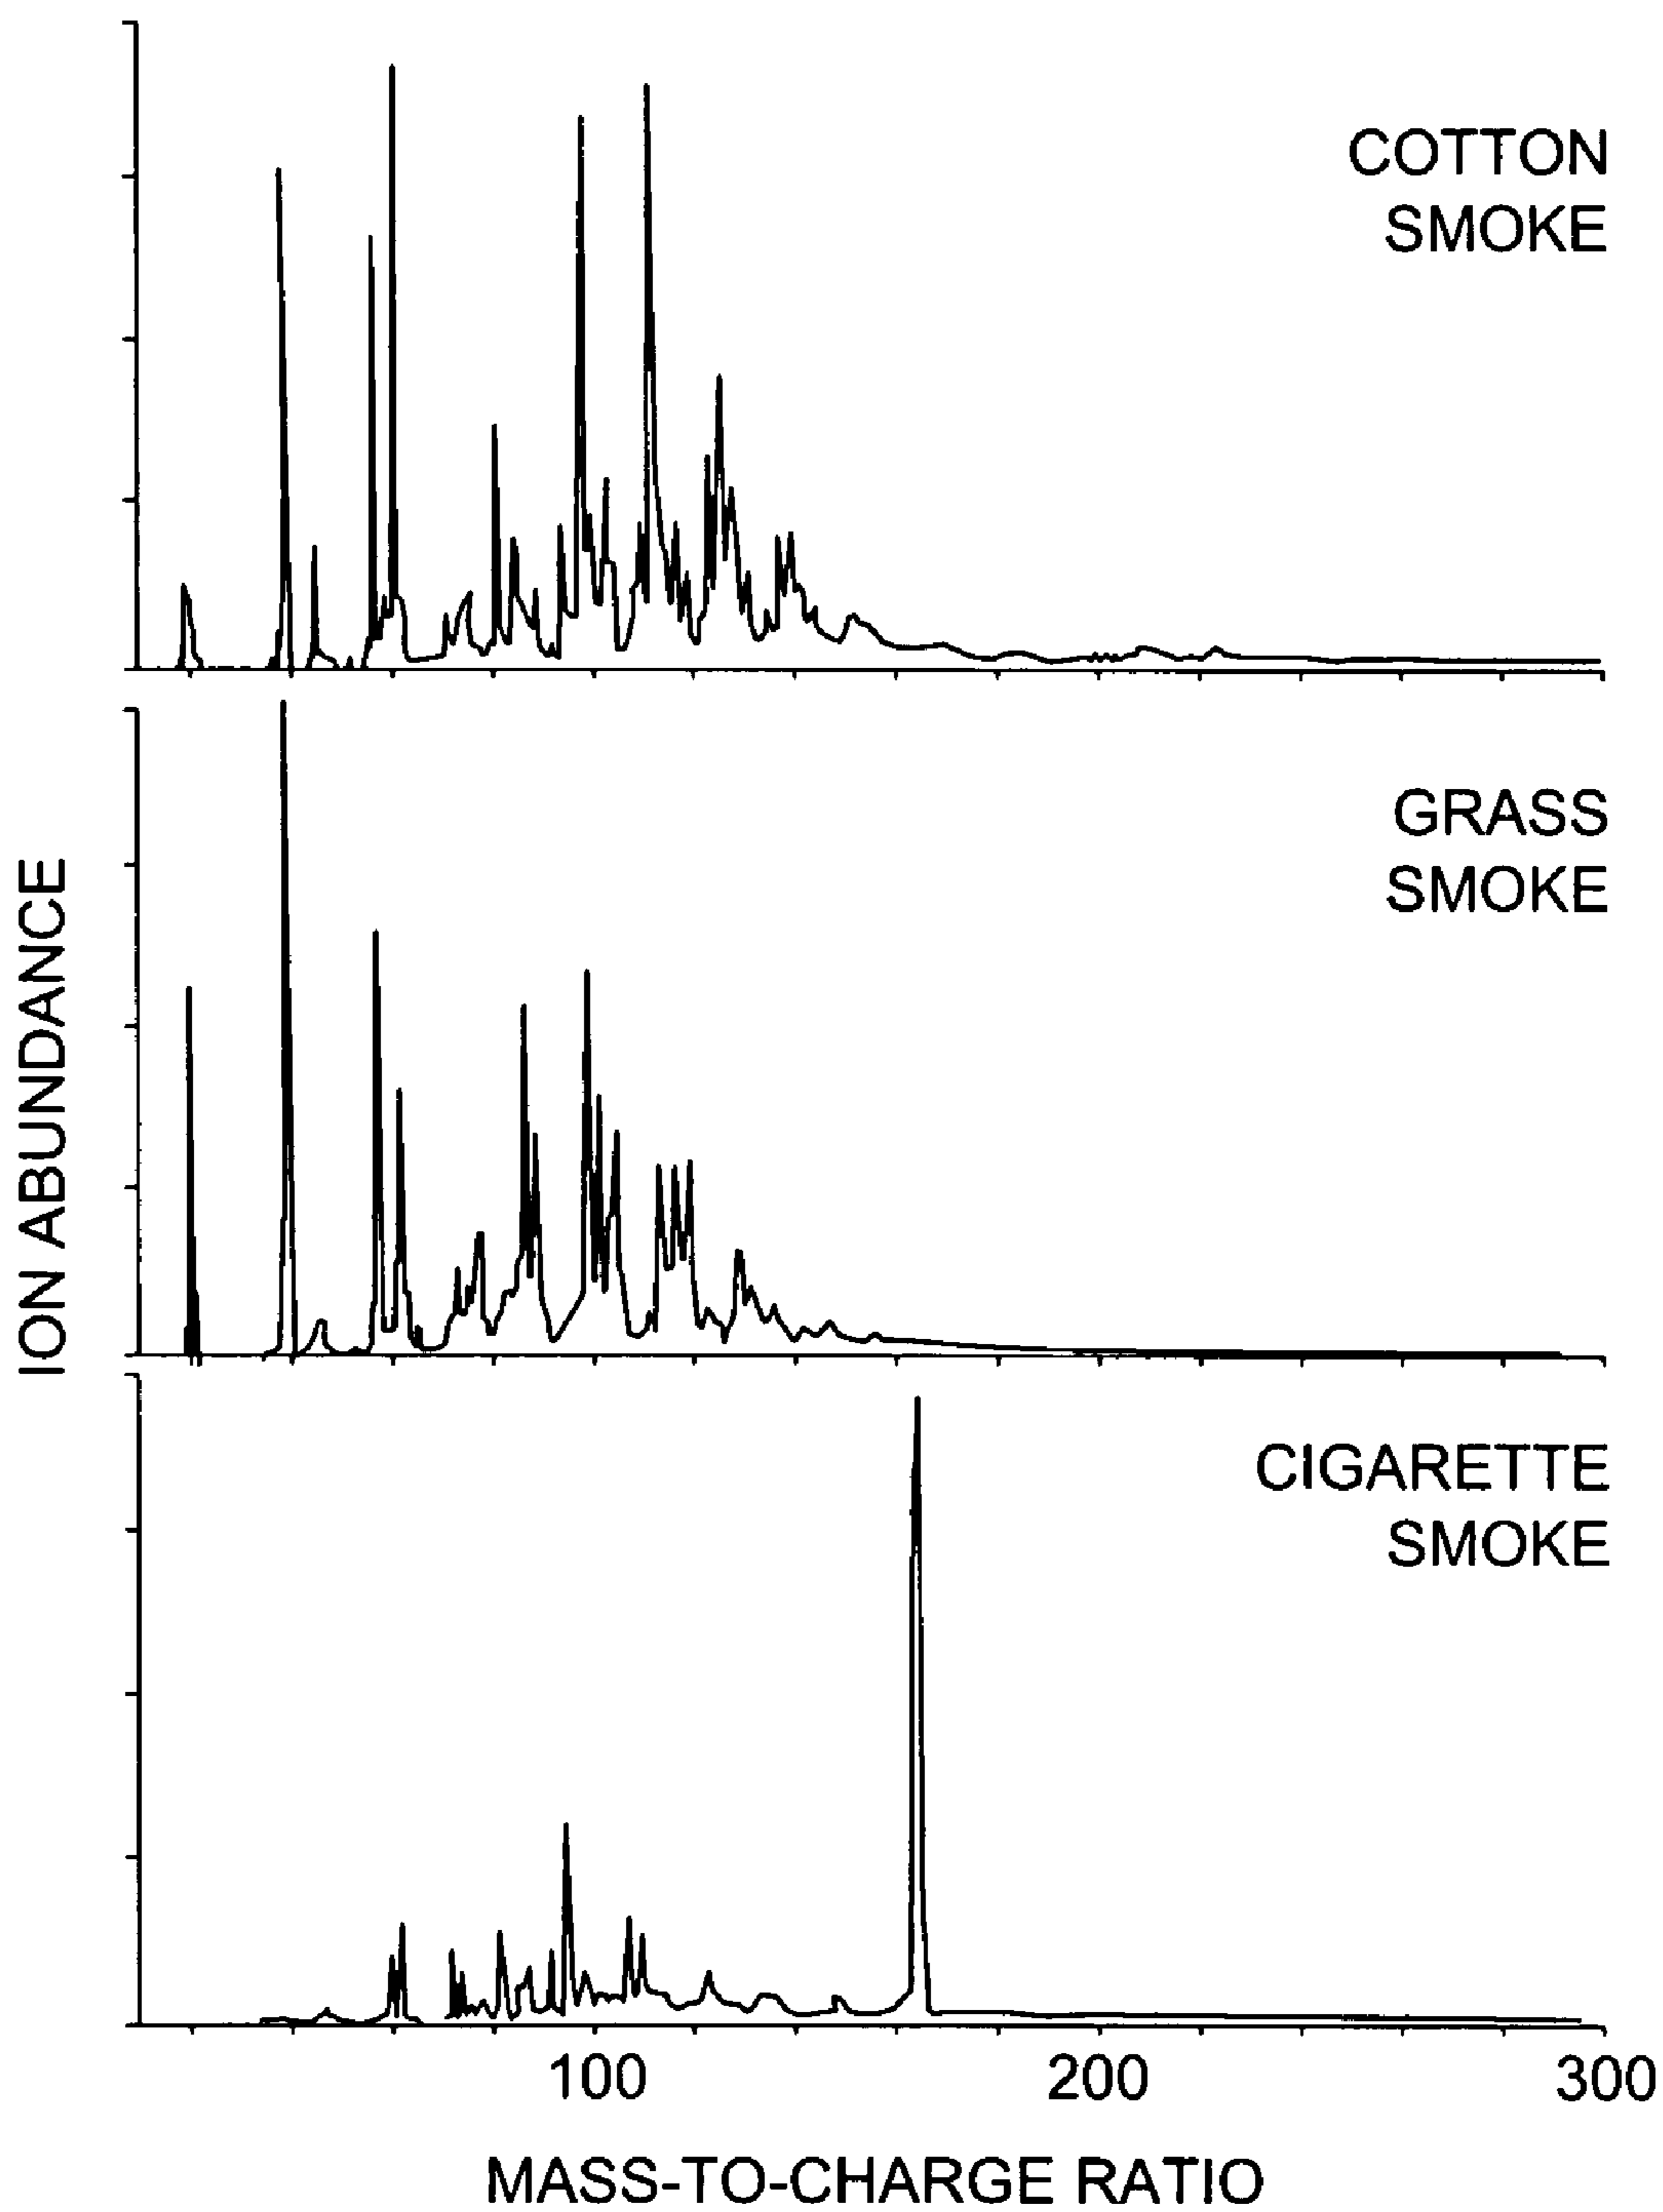 COTTON
SMOKE
GRASS
SMOKE
ION ABUNDANCE
CIGARETTE
SMOKE
100
200
300
MASS-TO-CHARGE RATIO